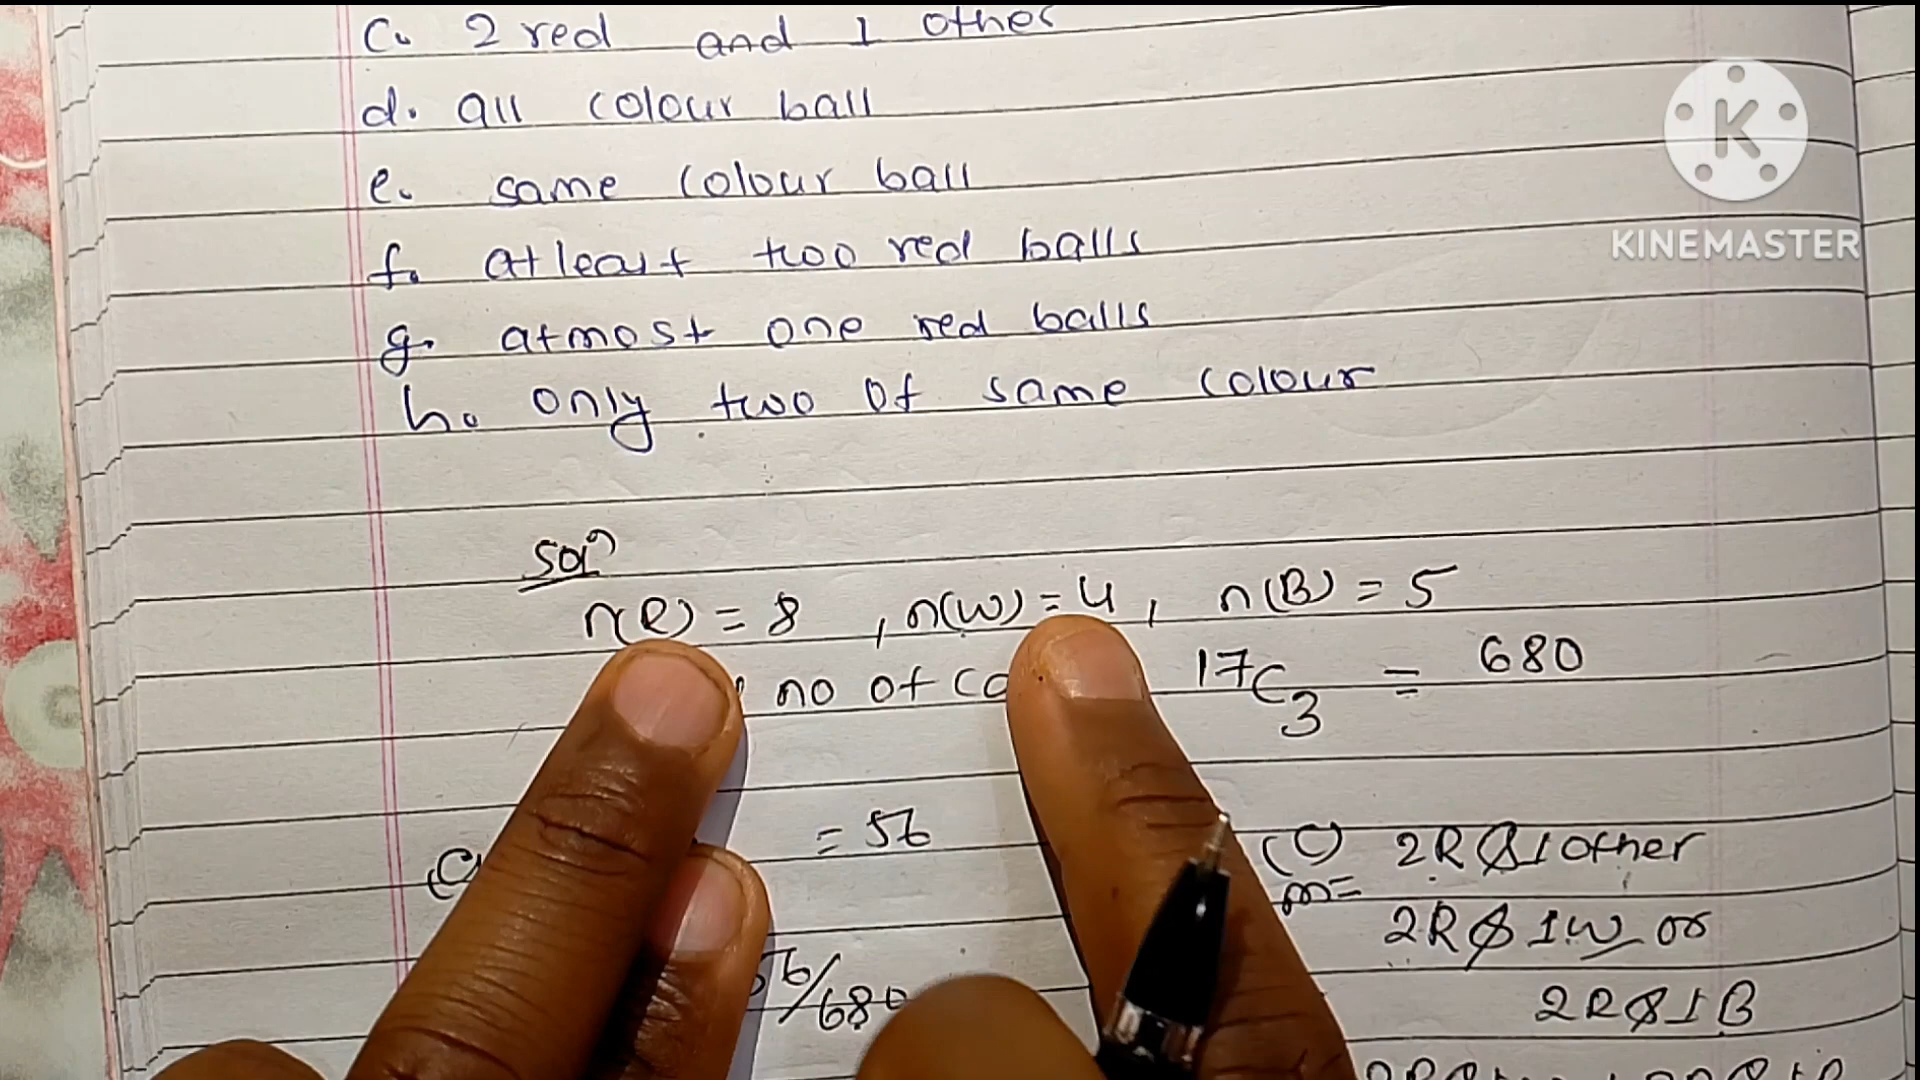 c. 2 red and 1 other
d. all colour ball
e. same colour ball
f. atleast two red balls
g. atmost one red balls
h. only two of same colour
KINEMASTER
Solⁿ
n(R) = 8 , n(W) = 4 , n(B) = 5
no of 17C3 = 680
= 56
(C) 2R & 1 other
m=
2R & 1W or
56/680
2R & 1B